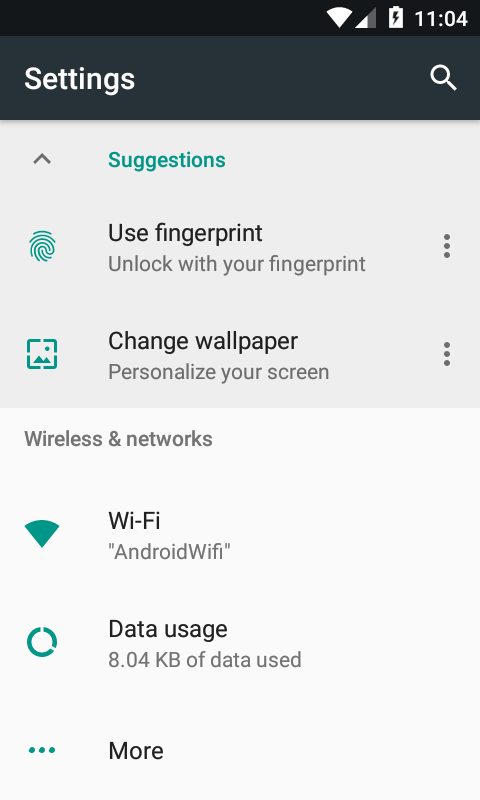 11:04
Settings
Suggestions
Use fingerprint
Unlock with your fingerprint
Change wallpaper
Personalize your screen
Wireless & networks
Wi-Fi
"AndroidWifi"
Data usage
8.04 KB of data used
More